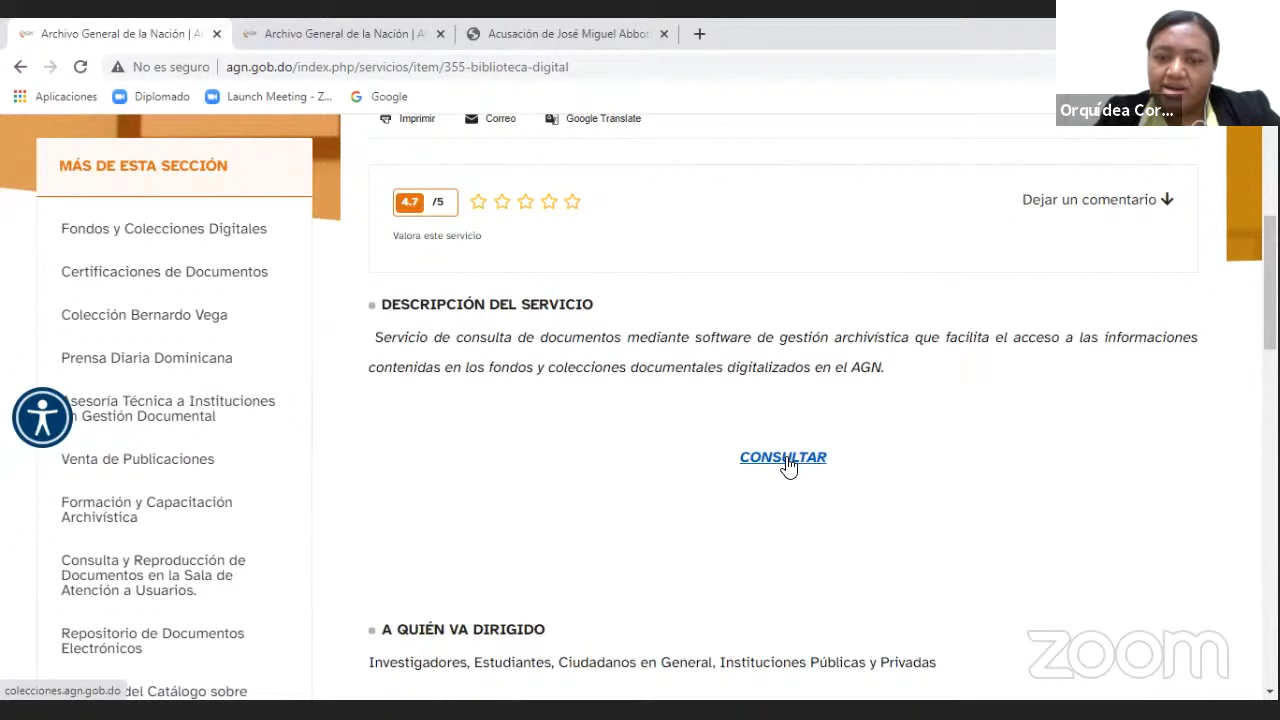 Archivo General de la Nación | A
Archivo General de la Nación | A
Acusación de José Miguel Abbot
No es seguro
agn.gob.do/index.php/servicios/item/355-biblioteca-digital
Aplicaciones
Diplomado
Launch Meeting - Z...
Google
Orquídea Cor...
Imprimir
Correo
Google Translate
MÁS DE ESTA SECCIÓN
Fondos y Colecciones Digitales
Certificaciones de Documentos
Colección Bernardo Vega
Prensa Diaria Dominicana
Asesoría Técnica a Instituciones
Gestión Documental
Venta de Publicaciones
Formación y Capacitación
Archivística
Consulta y Reproducción de
Documentos en la Sala de
Atención a Usuarios.
Repositorio de Documentos
Electrónicos
del Catálogo sobre
4.7 /5
Valora este servicio
Dejar un comentario
DESCRIPCIÓN DEL SERVICIO
Servicio de consulta de documentos mediante software de gestión archivística que facilita el acceso a las informaciones
contenidas en los fondos y colecciones documentales digitalizados en el AGN.
CONSULTAR
A QUIÉN VA DIRIGIDO
Investigadores, Estudiantes, Ciudadanos en General, Instituciones Públicas y Privadas
colecciones.agn.gob.do
zoom